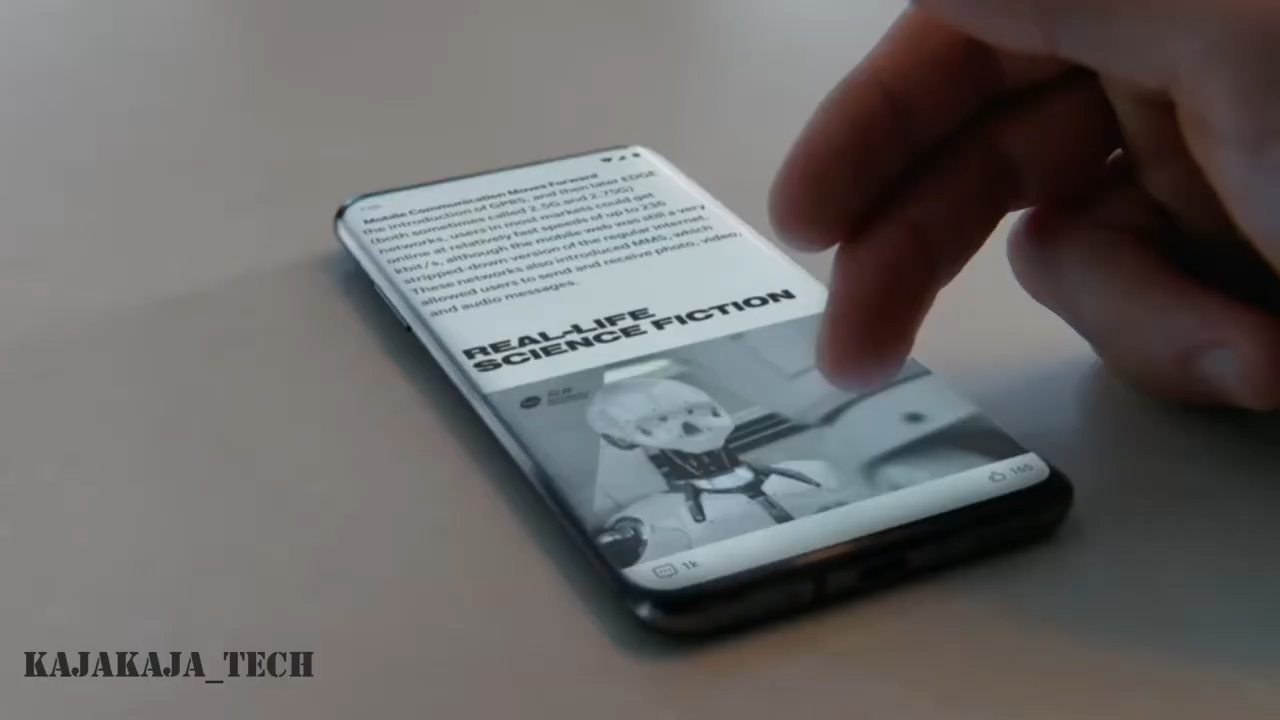 Mobile Communication Moves Forward
the introduction of GPRS, and then later EDGE
(both sometimes called 2.5G and 2.75G)
networks, users in most markets could get
online at relatively fast speeds of up to 236
kbit/s, although the mobile web was still a very
stripped-down version of the regular internet
These networks also introduced MMS, which
allowed users to send and receive photo, video,
and audio messages.
REAL-LIFE
SCIENCE FICTION
165
1k
KAJAKAJA_TECH